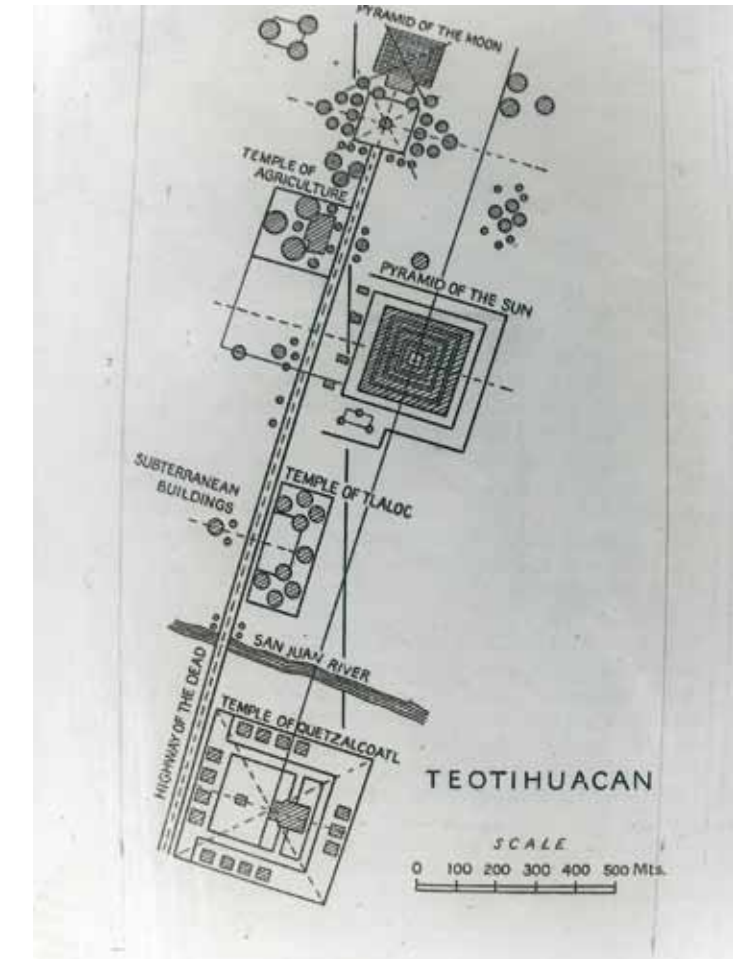 PYRAMID OF THE MOON
TEMPLE OF
AGRICULTURE
PYRAMID OF THE SUN
SUBTERRANEAN
BUILDINGS
TEMPLE OF TLALOC
SAN JUAN RIVER
HIGHWAY OF THE DEAD
TEMPLE OF QUETZALCOATL
TEOTIHUACAN
SCALE
0 100 200 300 400 500 Mts.